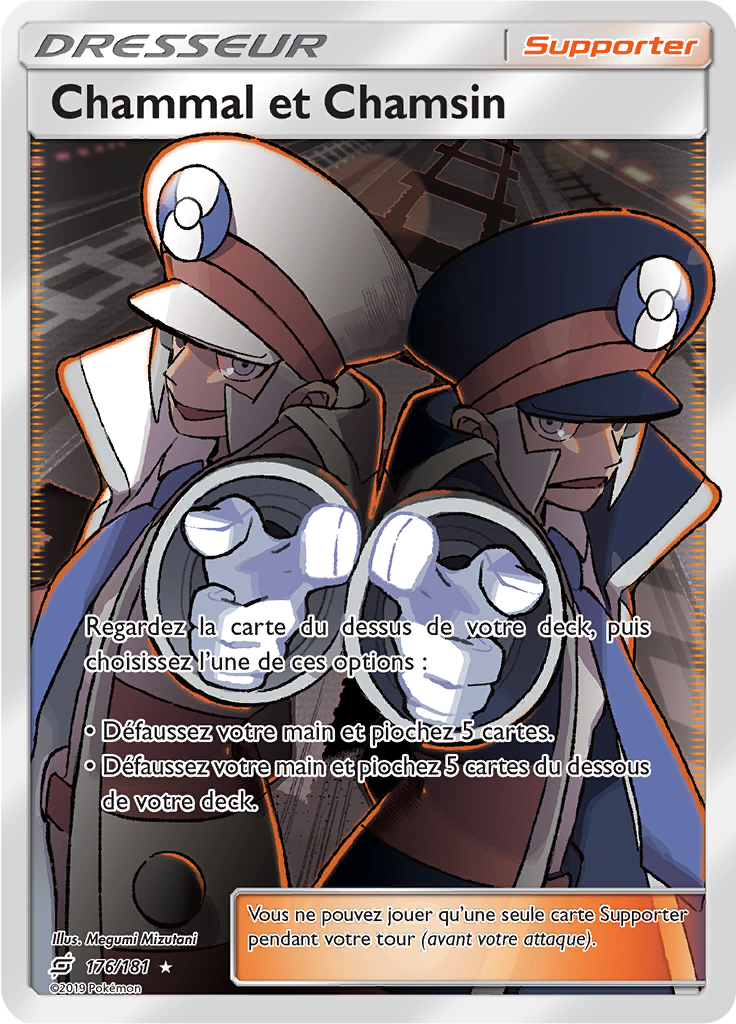 DRESSEUR
Supporter
Chammal et Chamsin
Regardez la carte du dessus de votre deck, puis
choisissez l'une de ces options :
• Défaussez votre main et piochez 5 cartes.
• Défaussez votre main et piochez 5 cartes du dessous
de votre deck.
Vous ne pouvez jouer qu'une seule carte Supporter
pendant votre tour (avant votre attaque).
Illus. Megumi Mizutani
176/181 ★
©2019 Pokémon